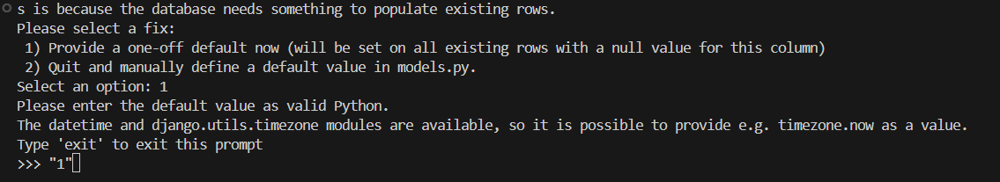 s is because the database needs something to populate existing rows.
Please select a fix:
 1) Provide a one-off default now (will be set on all existing rows with a null value for this column)
 2) Quit and manually define a default value in models.py.
Select an option: 1
Please enter the default value as valid Python.
The datetime and django.utils.timezone modules are available, so it is possible to provide e.g. timezone.now as a value.
Type 'exit' to exit this prompt
>>> "1"